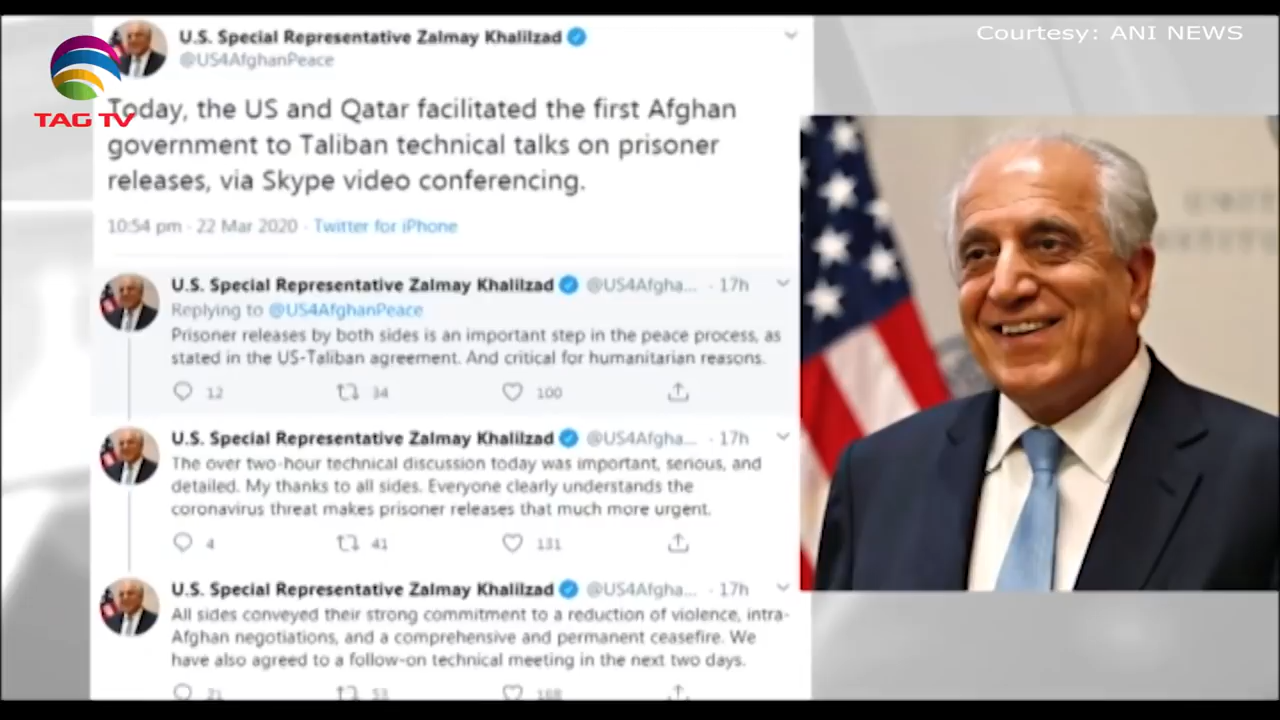 Courtesy: ANI NEWS
TAG TV
U.S. Special Representative Zalmay Khalilzad
@US4AfghanPeace
Today, the US and Qatar facilitated the first Afghan
government to Taliban technical talks on prisoner
releases, via Skype video conferencing.
10:54 pm · 22 Mar 2020 · Twitter for iPhone
U.S. Special Representative Zalmay Khalilzad @US4Afgha... · 17h
Replying to @US4AfghanPeace
Prisoner releases by both sides is an important step in the peace process, as
stated in the US-Taliban agreement. And critical for humanitarian reasons.
12 34 100
U.S. Special Representative Zalmay Khalilzad @US4Afgha... · 17h
The over two-hour technical discussion today was important, serious, and
detailed. My thanks to all sides. Everyone clearly understands the
coronavirus threat makes prisoner releases that much more urgent.
4 41 131
U.S. Special Representative Zalmay Khalilzad @US4Afgha... · 17h
All sides conveyed their strong commitment to a reduction of violence, intra-
Afghan negotiations, and a comprehensive and permanent ceasefire. We
have also agreed to a follow-on technical meeting in the next two days.
21 53 168